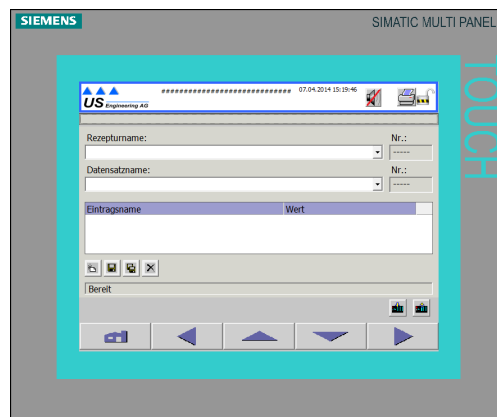 SIEMENS
SIMATIC MULTI PANEL
TOUCH
US Engineering AG
############################## 07.04.2014 15:19:46
Rezepturname: Nr.:
-----
Datensatzname: Nr.:
-----
Eintragsname Wert
Bereit